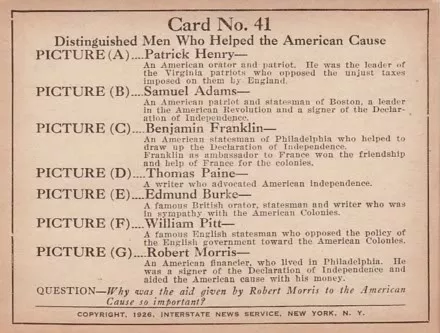 Card No. 41
Distinguished Men Who Helped the American Cause
PICTURE (A)....Patrick Henry—
An American orator and patriot. He was the leader of
the Virginia patriots who opposed the unjust taxes
imposed on them by England.
PICTURE (B)....Samuel Adams—
An American patriot and statesman of Boston, a leader
in the American Revolution and a signer of the Declar-
ation of Independence.
PICTURE (C)....Benjamin Franklin—
An American statesman of Philadelphia who helped to
draw up the Declaration of Independence.
Franklin as ambassador to France won the friendship
and help of France for the colonies.
PICTURE (D)....Thomas Paine—
A writer who advocated American independence.
PICTURE (E)....Edmund Burke—
A famous British orator, statesman and writer who was
in sympathy with the American Colonies.
PICTURE (F)....William Pitt—
A famous English statesman who opposed the policy of
the English government toward the American Colonies.
PICTURE (G)....Robert Morris—
An American financier, who lived in Philadelphia. He
was a signer of the Declaration of Independence and
aided the American cause with his money.
QUESTION—Why was the aid given by Robert Morris to the American
Cause so important?
COPYRIGHT, 1926, INTERSTATE NEWS SERVICE, NEW YORK, N. Y.